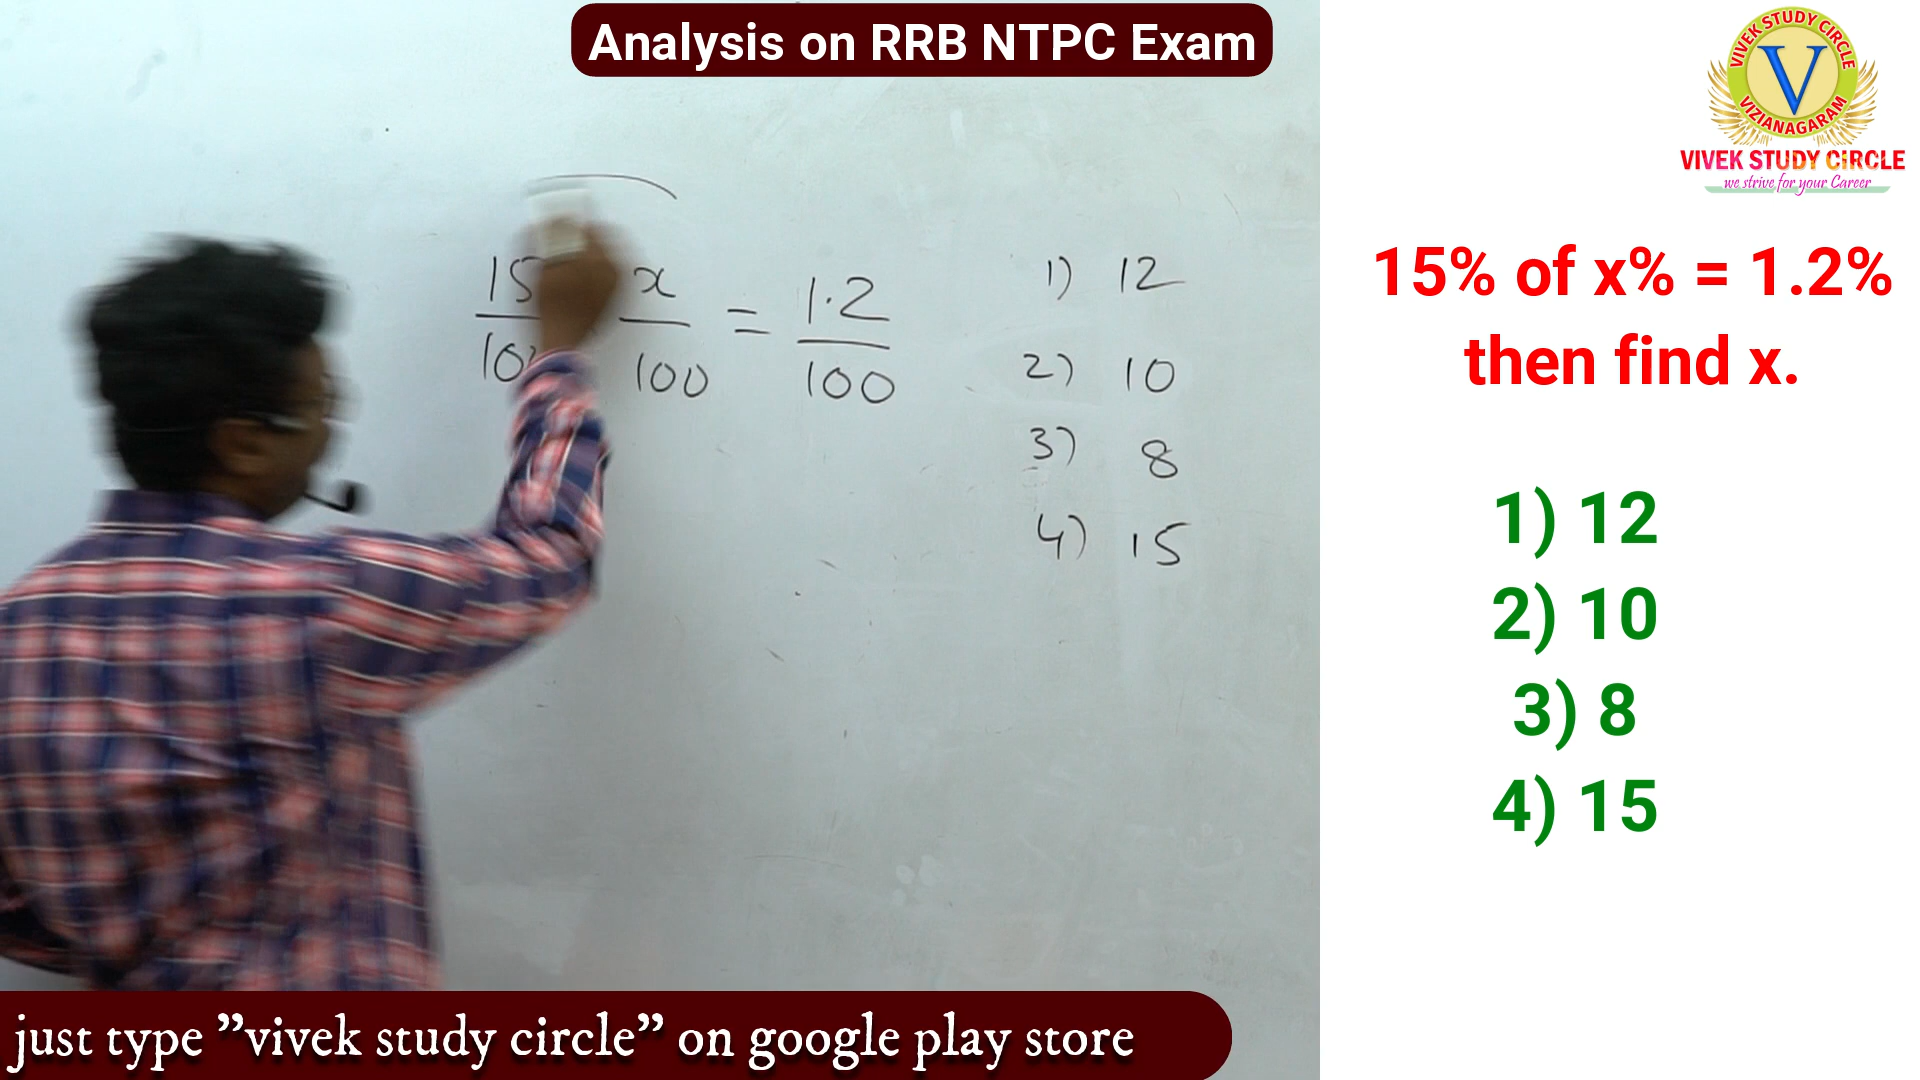 Analysis on RRB NTPC Exam
VIVEK STUDY CIRCLE
V
VIZIANAGARAM
VIVEK STUDY CIRCLE
we strive for your Career
15 x = 1.2
100 100
1) 12
2) 10
3) 8
4) 15
15% of x% = 1.2%
then find x.
1) 12
2) 10
3) 8
4) 15
just type "vivek study circle" on google play store